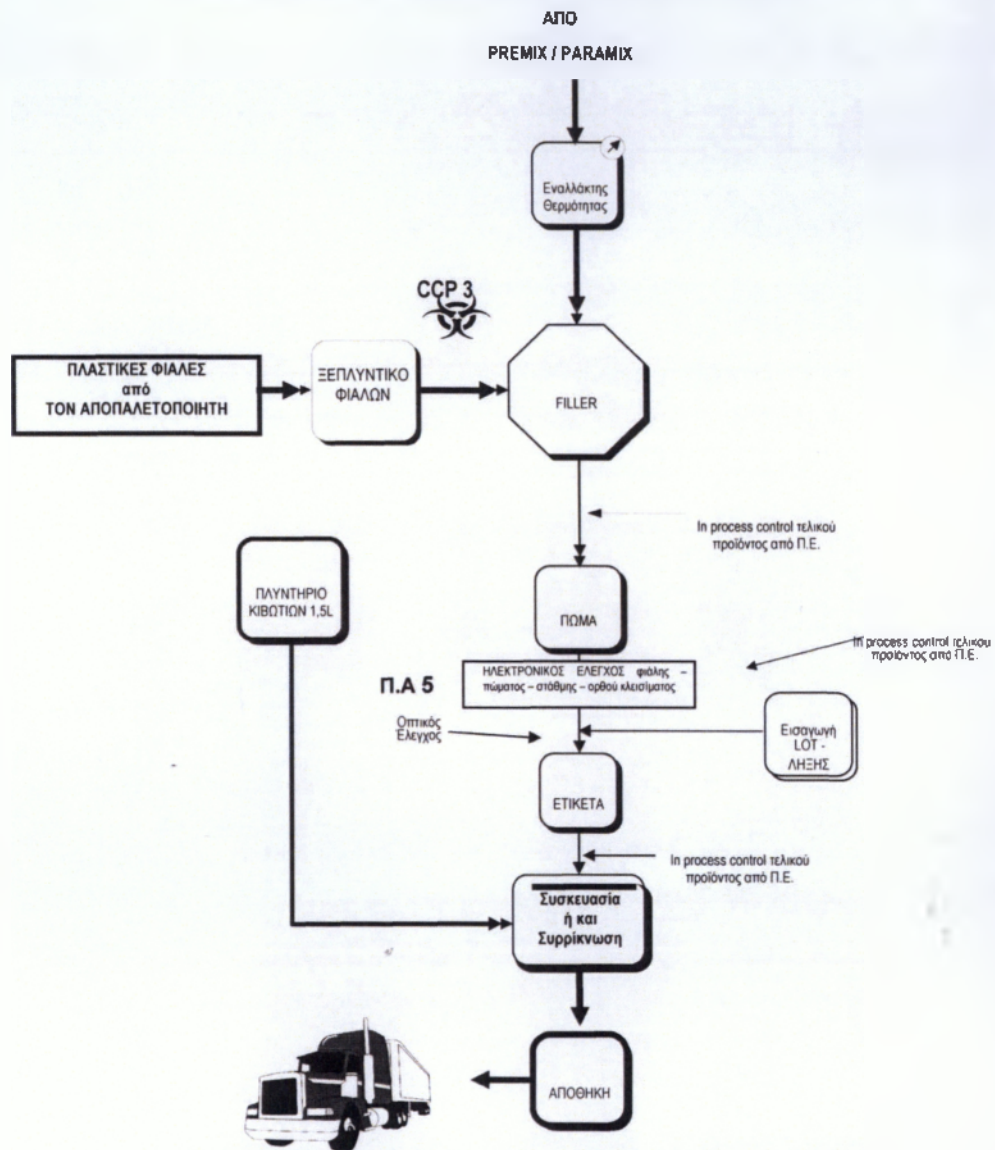 ΑΠΟ
PREMIX / PARAMIX
Εναλλάκτης
Θερμότητας
CCP 3
ΠΛΑΣΤΙΚΕΣ ΦΙΑΛΕΣ
από
ΤΟΝ ΑΠΟΠΑΛΕΤΟΠΟΙΗΤΗ
ΞΕΠΛΥΝΤΙΚΟ
ΦΙΑΛΩΝ
FILLER
In process control τελικού
προϊόντος από Π.Ε.
ΠΛΥΝΤΗΡΙΟ
ΚΙΒΩΤΙΩΝ 1,5L
ΠΩΜΑ
In process control τελικου
προϊόντος από Π.Ε.
Π.Α 5
ΗΛΕΚΤΡΟΝΙΚΟΣ ΕΛΕΓΧΟΣ φιάλης –
πώματος – στάθμης – ορθού κλεισίματος
Οπτικός
Έλεγχος
Εισαγωγή
LOT -
ΛΗΞΗΣ
ΕΤΙΚΕΤΑ
In process control τελικού
προϊόντος από Π.Ε.
Συσκευασία
ή και
Συρρίκνωση
ΑΠΟΘΗΚΗ